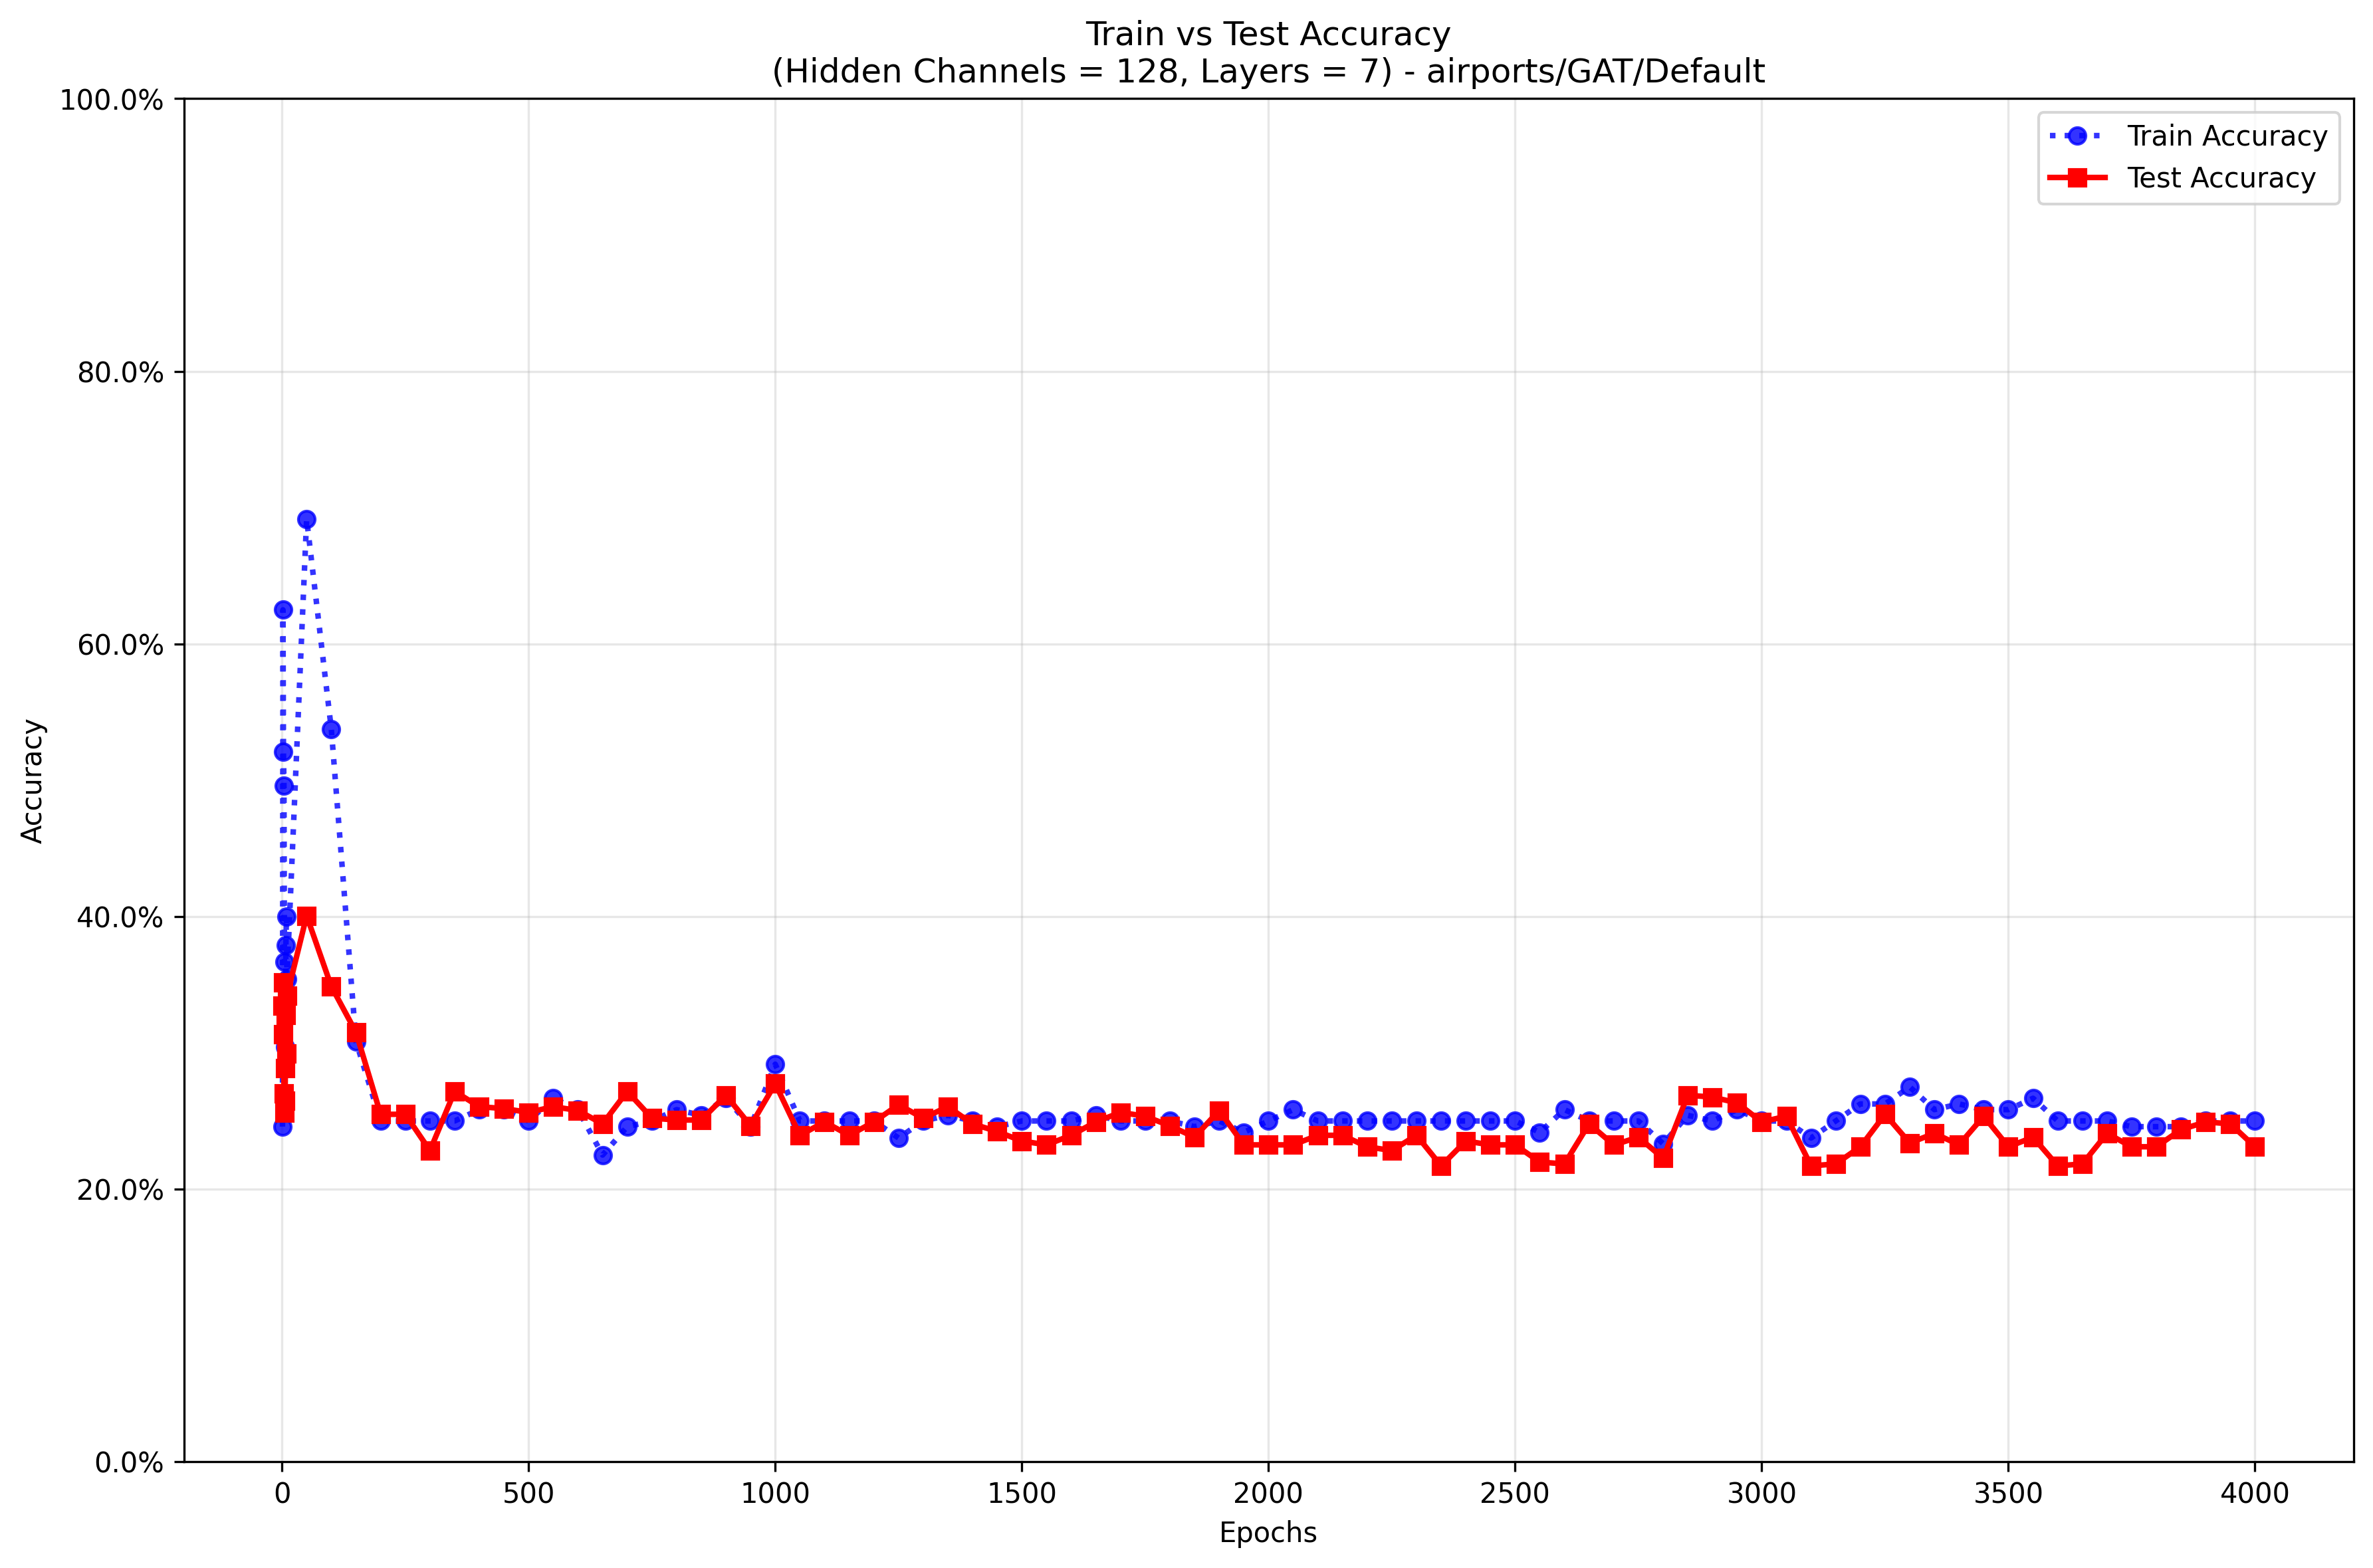 Train vs Test Accuracy
(Hidden Channels = 128, Layers = 7) - airports/GAT/Default
100.0%
80.0%
60.0%
40.0%
20.0%
0.0%
Accuracy
Train Accuracy
Test Accuracy
0 500 1000 1500 2000 2500 3000 3500 4000
Epochs